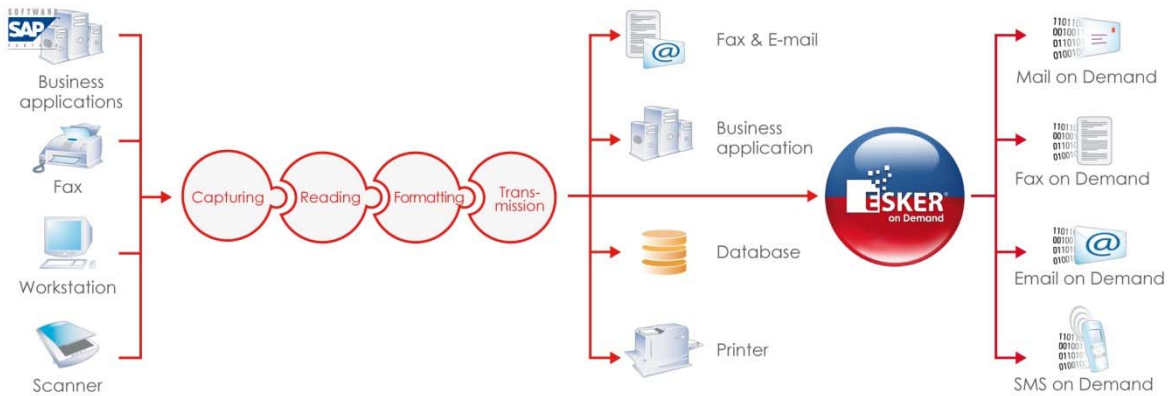 SOFTWARE
SAP
PARTNER
Business
applications
Fax
Workstation
Scanner
Capturing
Reading
Formatting
Trans-
mission
Fax & E-mail
@
Business
application
Database
Printer
ESKER®
on Demand
Mail on Demand
Fax on Demand
@
Email on Demand
SMS on Demand